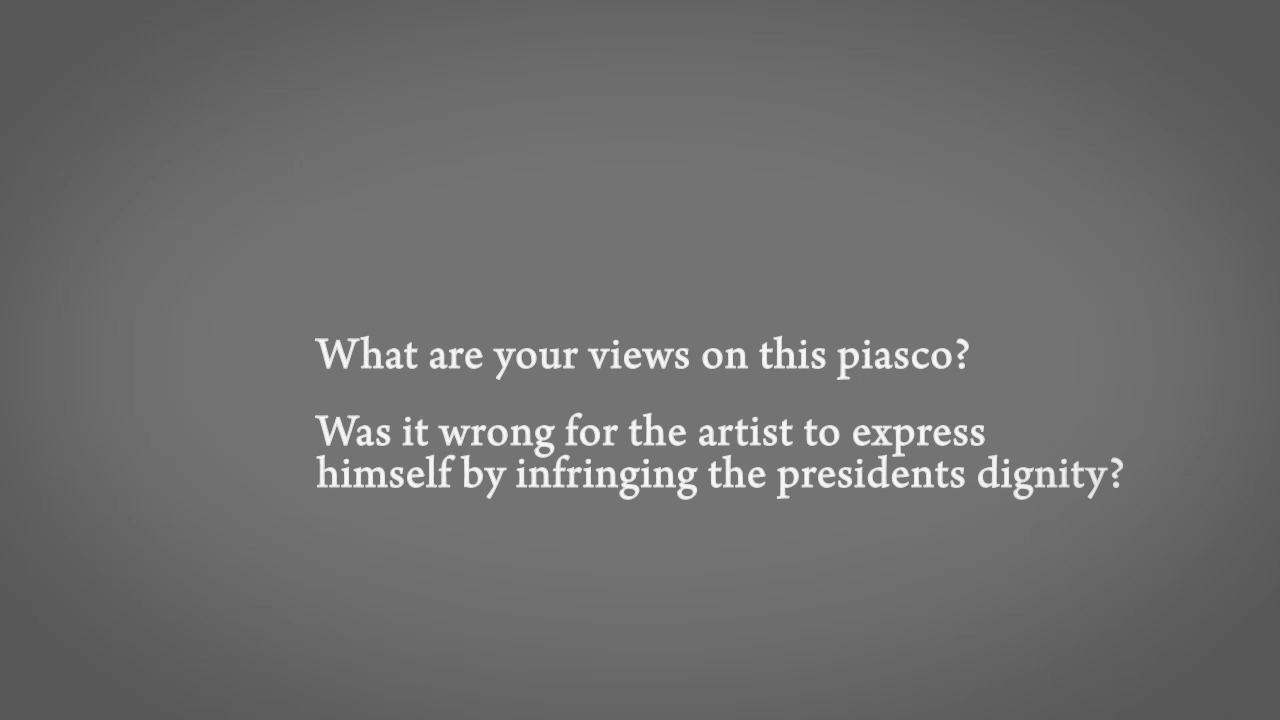 What are your views on this piasco?
Was it wrong for the artist to express
himself by infringing the presidents dignity?